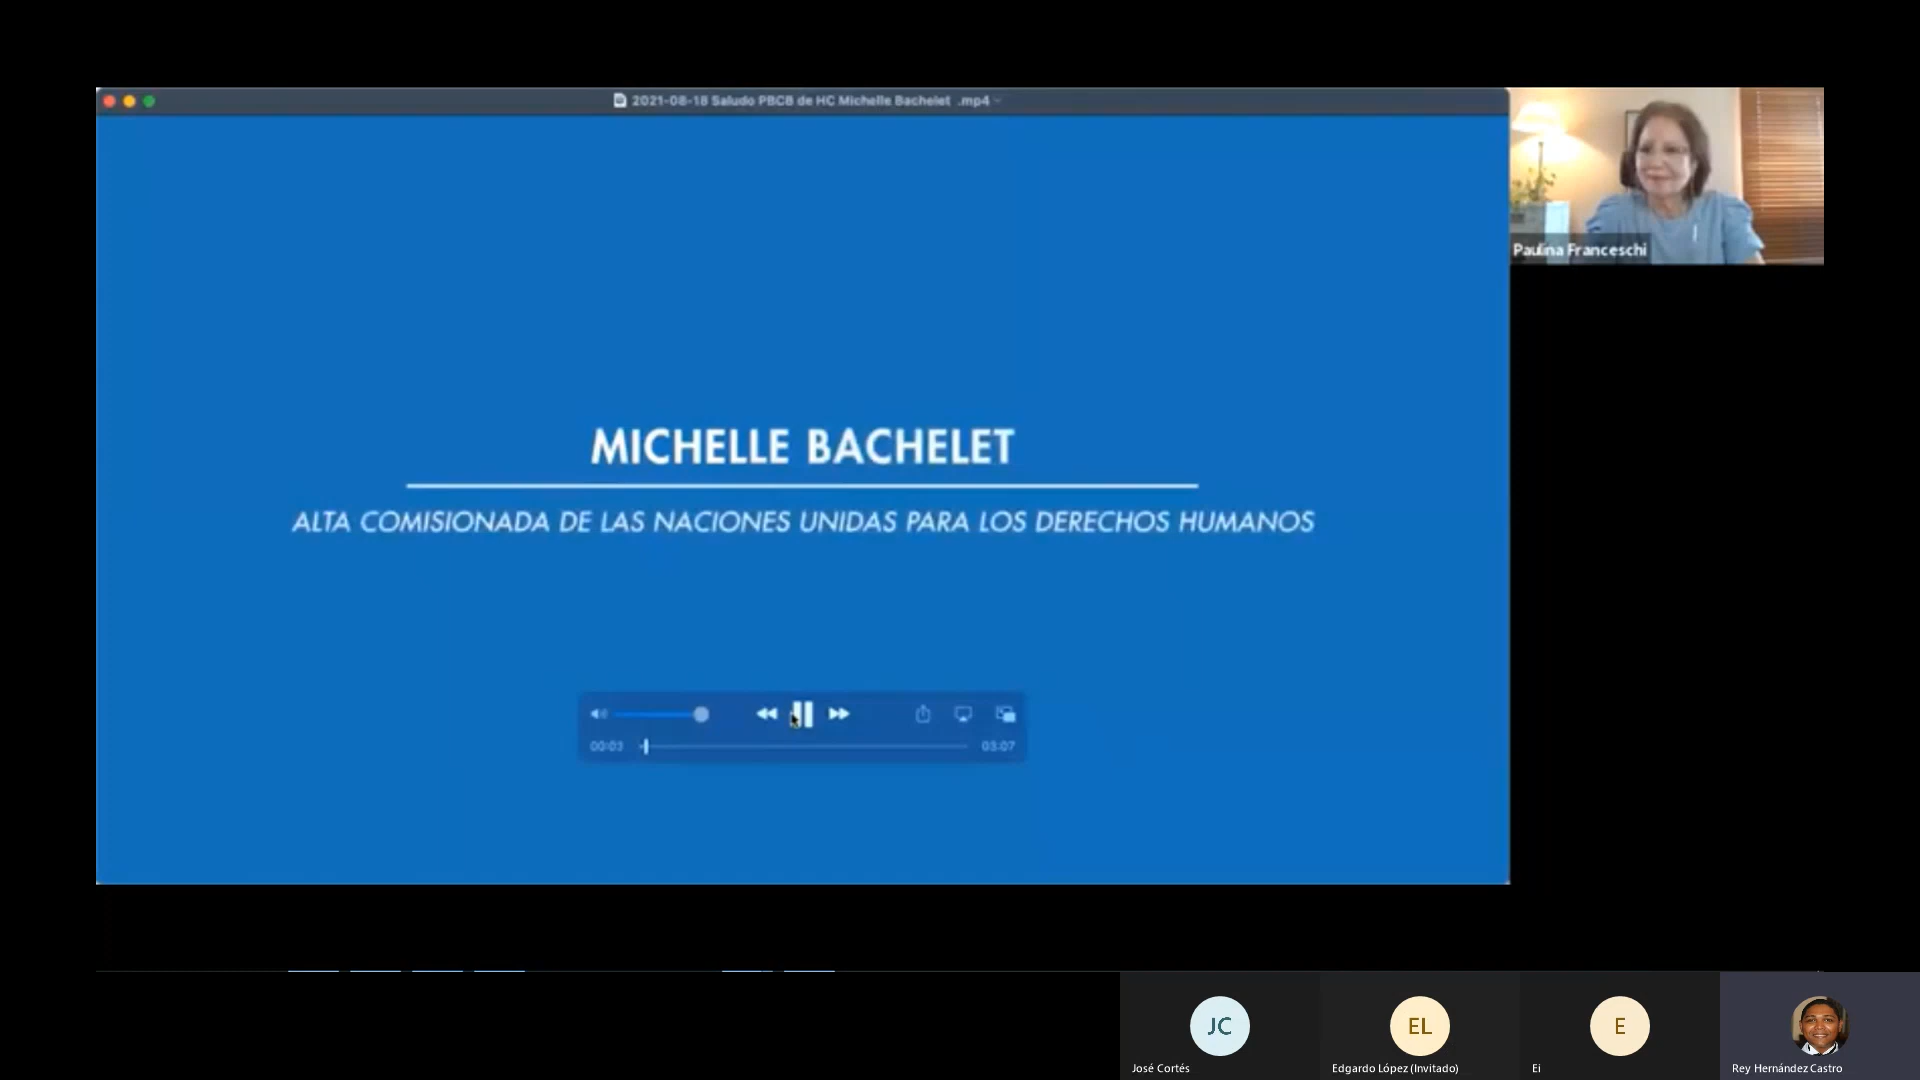 2021-08-18 Saludo PBCB de HC Michelle Bachelet .mp4
Paulina Franceschi
MICHELLE BACHELET
ALTA COMISIONADA DE LAS NACIONES UNIDAS PARA LOS DERECHOS HUMANOS
00:03
03:07
JC
EL
E
José Cortés
Edgardo López (Invitado)
Ei
Rey Hernández Castro